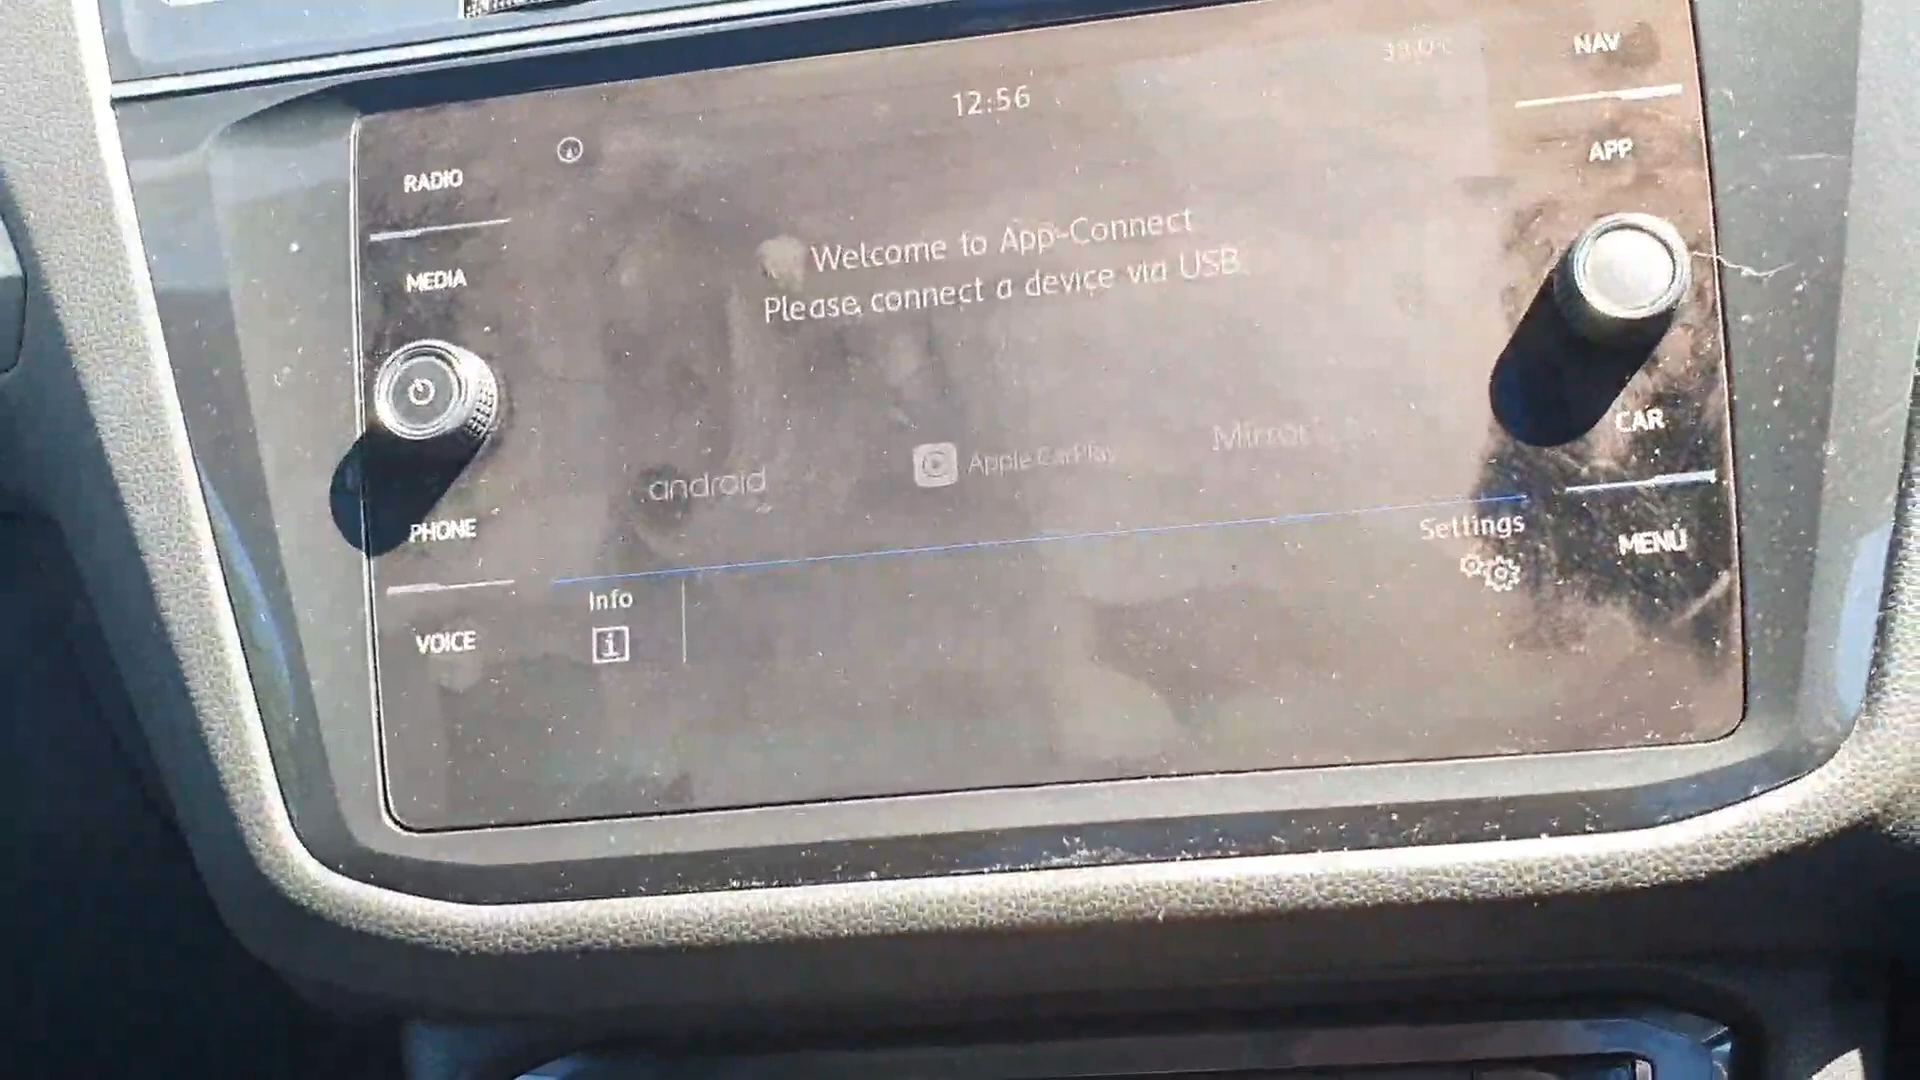 12:56
NAV
APP
RADIO
MEDIA
Welcome to App-Connect
Please, connect a device via USB.
android
Apple CarPlay
Mirror
CAR
PHONE
Settings
MENU
Info
VOICE